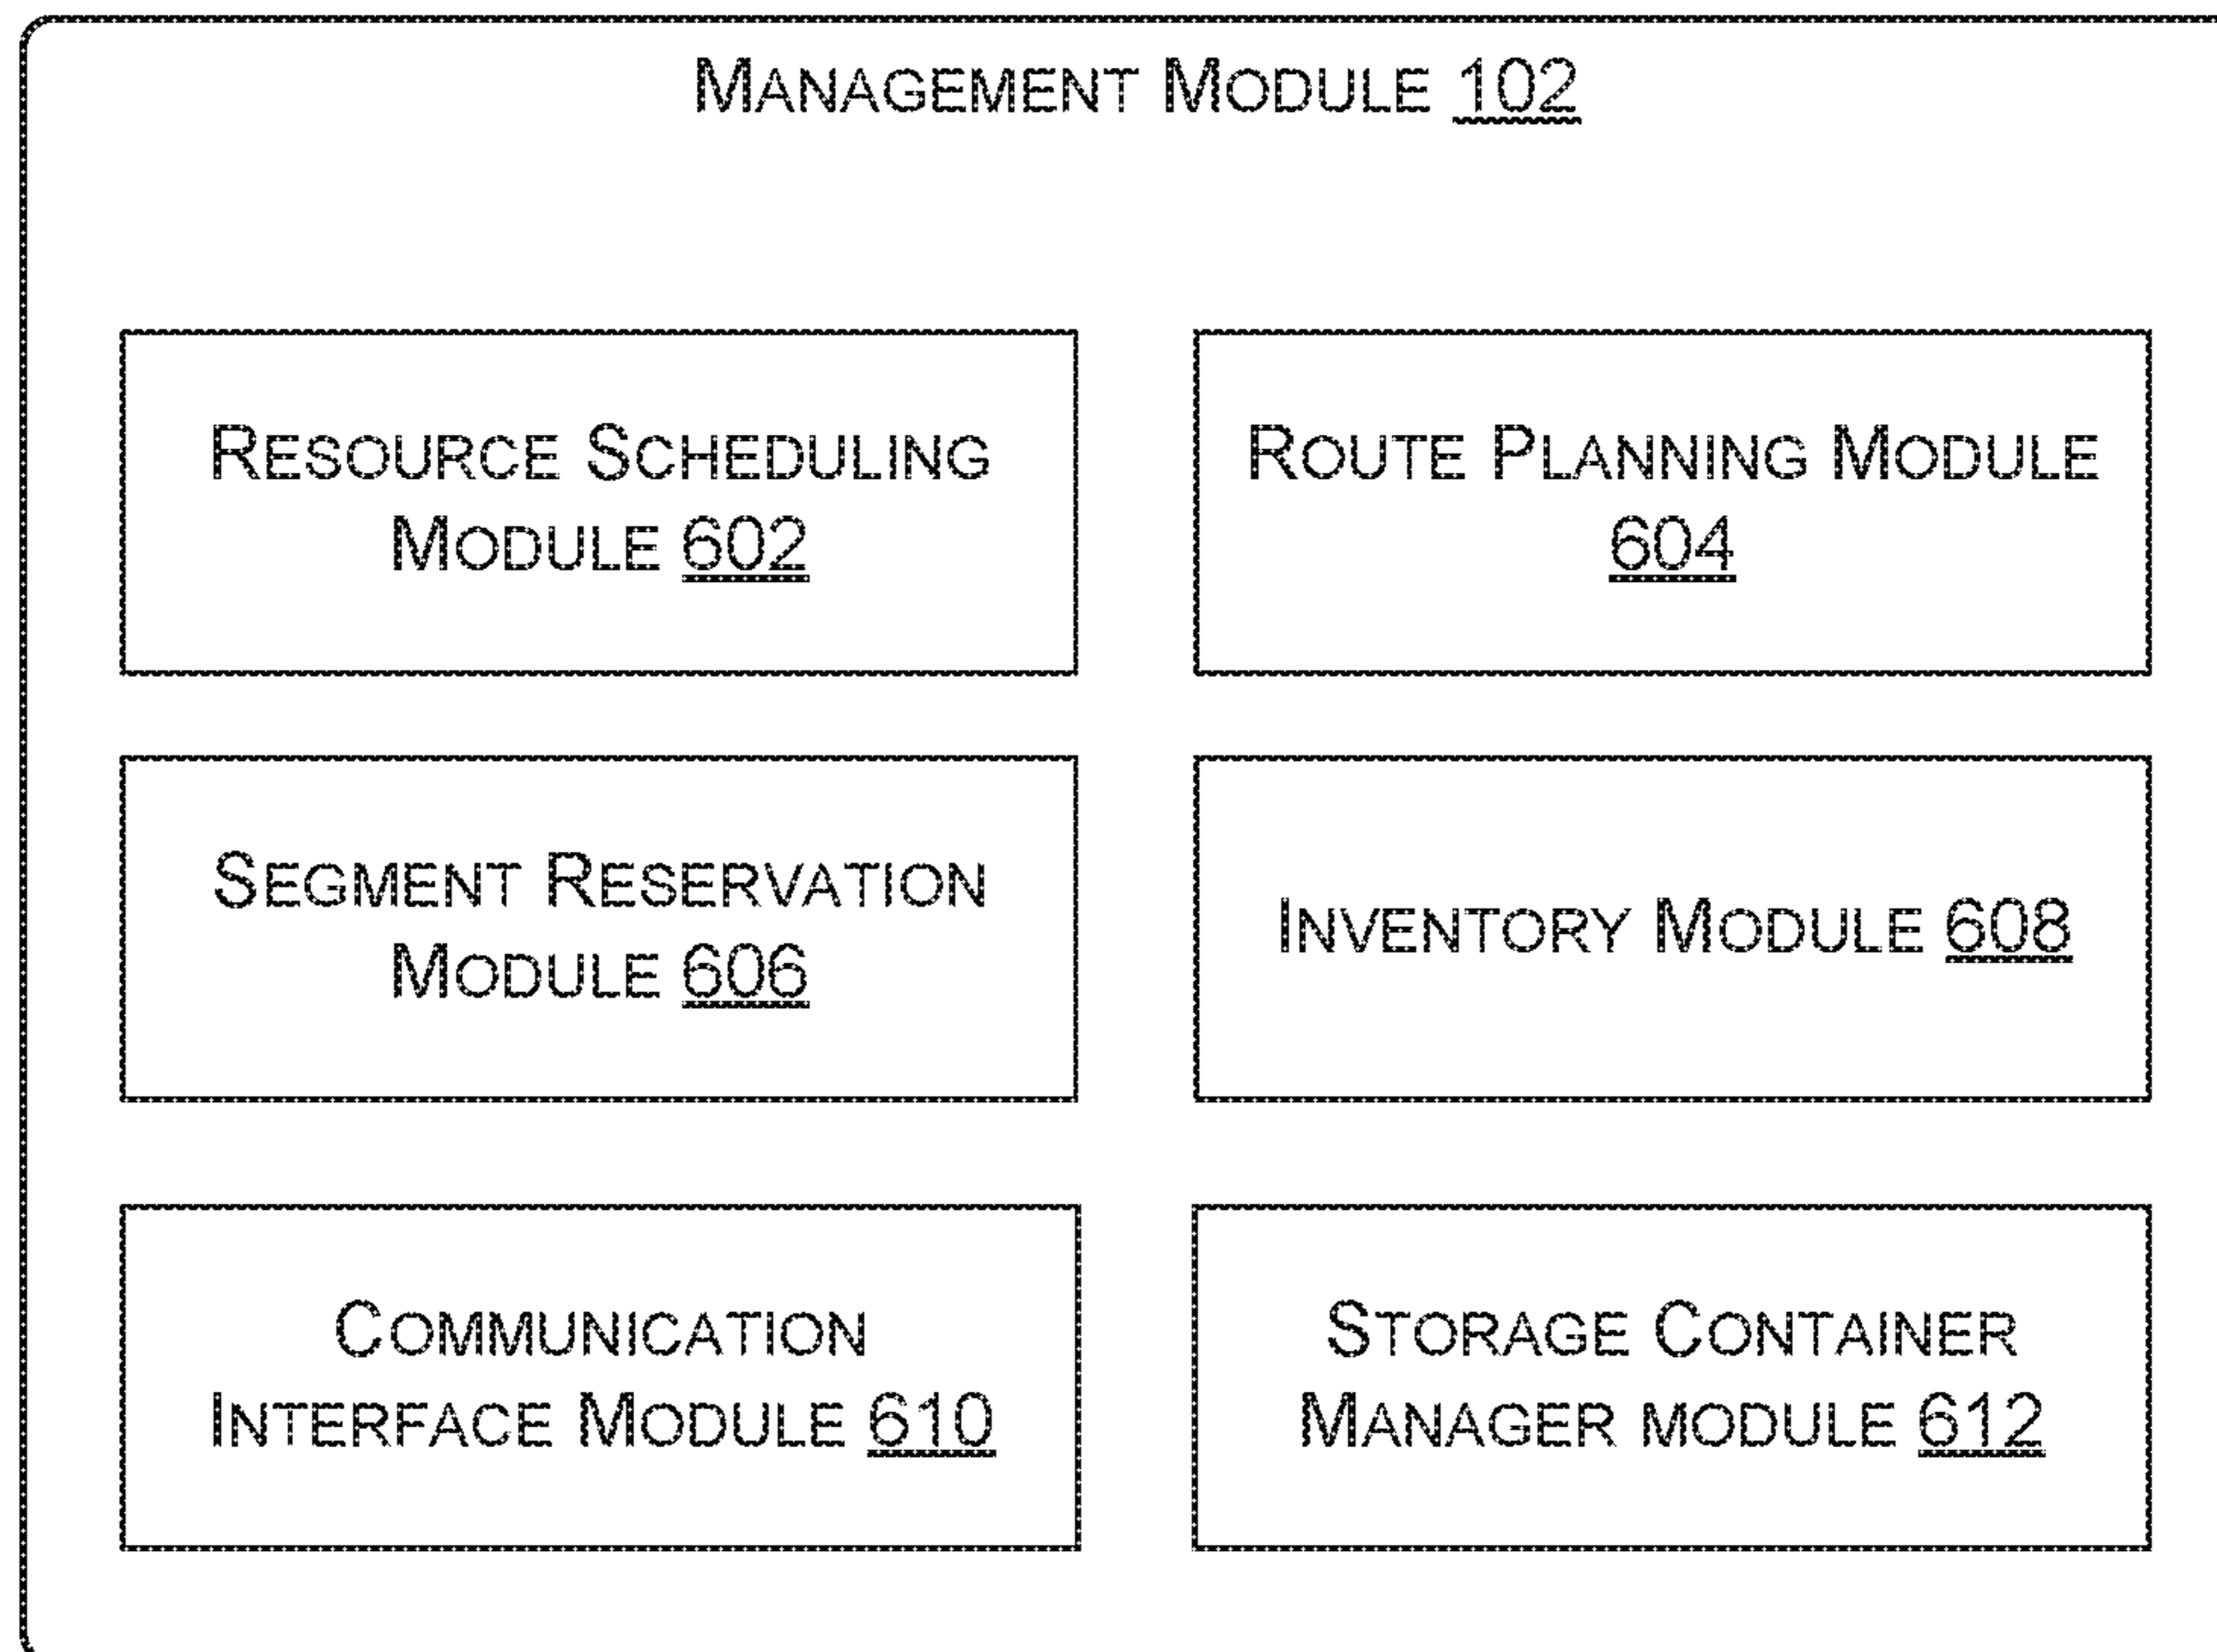 Management Module 102
Resource Scheduling
Module 602
Route Planning Module
604
Segment Reservation
Module 606
Inventory Module 608
Communication
Interface Module 610
Storage Container
Manager module 612